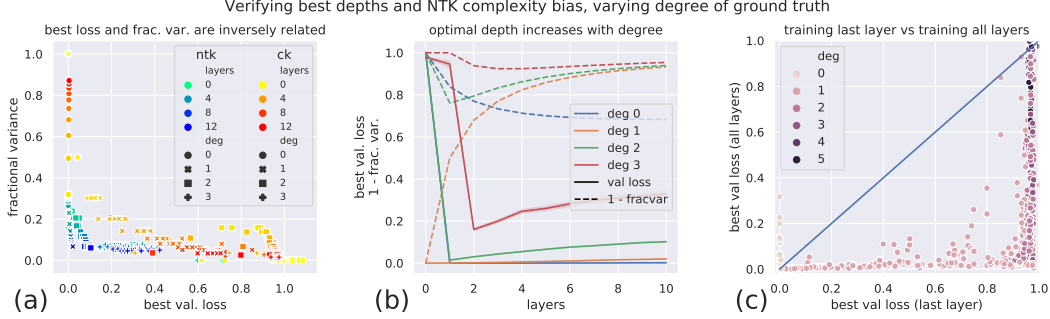 Verifying best depths and NTK complexity bias, varying degree of ground truth
best loss and frac. var. are inversely related
fractional variance
1.0
0.8
0.6
0.4
0.2
0.0
0.0 0.2 0.4 0.6 0.8 1.0
best val. loss
(a)
ntk ck
layers layers
0 0
4 4
8 8
12 12
deg deg
0 0
1 1
2 2
3 3
optimal depth increases with degree
best val. loss
1 - frac. var.
1.0
0.8
0.6
0.4
0.2
0.0
0 2 4 6 8 10
layers
(b)
deg 0
deg 1
deg 2
deg 3
val loss
1 - fracvar
training last layer vs training all layers
best val loss (all layers)
1.0
0.8
0.6
0.4
0.2
0.0
0.0 0.2 0.4 0.6 0.8 1.0
best val loss (last layer)
(c)
deg
0
1
2
3
4
5